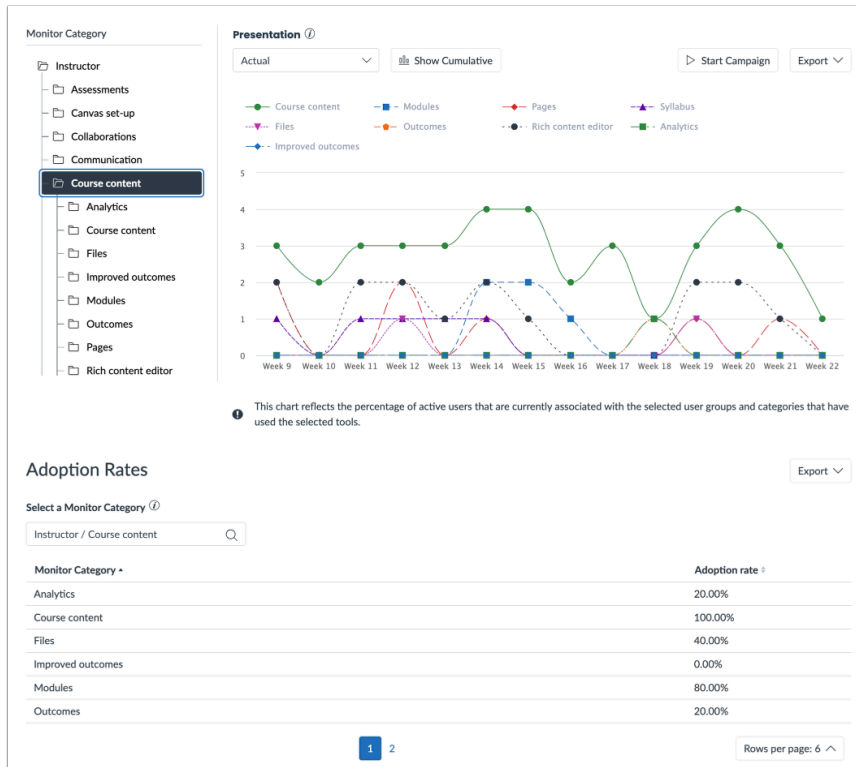 Monitor Category
Instructor
Assessments
Canvas set-up
Collaborations
Communication
Course content
Analytics
Course content
Files
Improved outcomes
Modules
Outcomes
Pages
Rich content editor
Presentation
Actual
Show Cumulative
Start Campaign
Export
Course content
Modules
Pages
Syllabus
Files
Outcomes
Rich content editor
Analytics
Improved outcomes
5
4
3
2
1
0
Week 9 Week 10 Week 11 Week 12 Week 13 Week 14 Week 15 Week 16 Week 17 Week 18 Week 19 Week 20 Week 21 Week 22
This chart reflects the percentage of active users that are currently associated with the selected user groups and categories that have
used the selected tools.
Adoption Rates
Export
Select a Monitor Category
Instructor / Course content
Monitor Category Adoption rate
Analytics 20.00%
Course content 100.00%
Files 40.00%
Improved outcomes 0.00%
Modules 80.00%
Outcomes 20.00%
1 2
Rows per page: 6